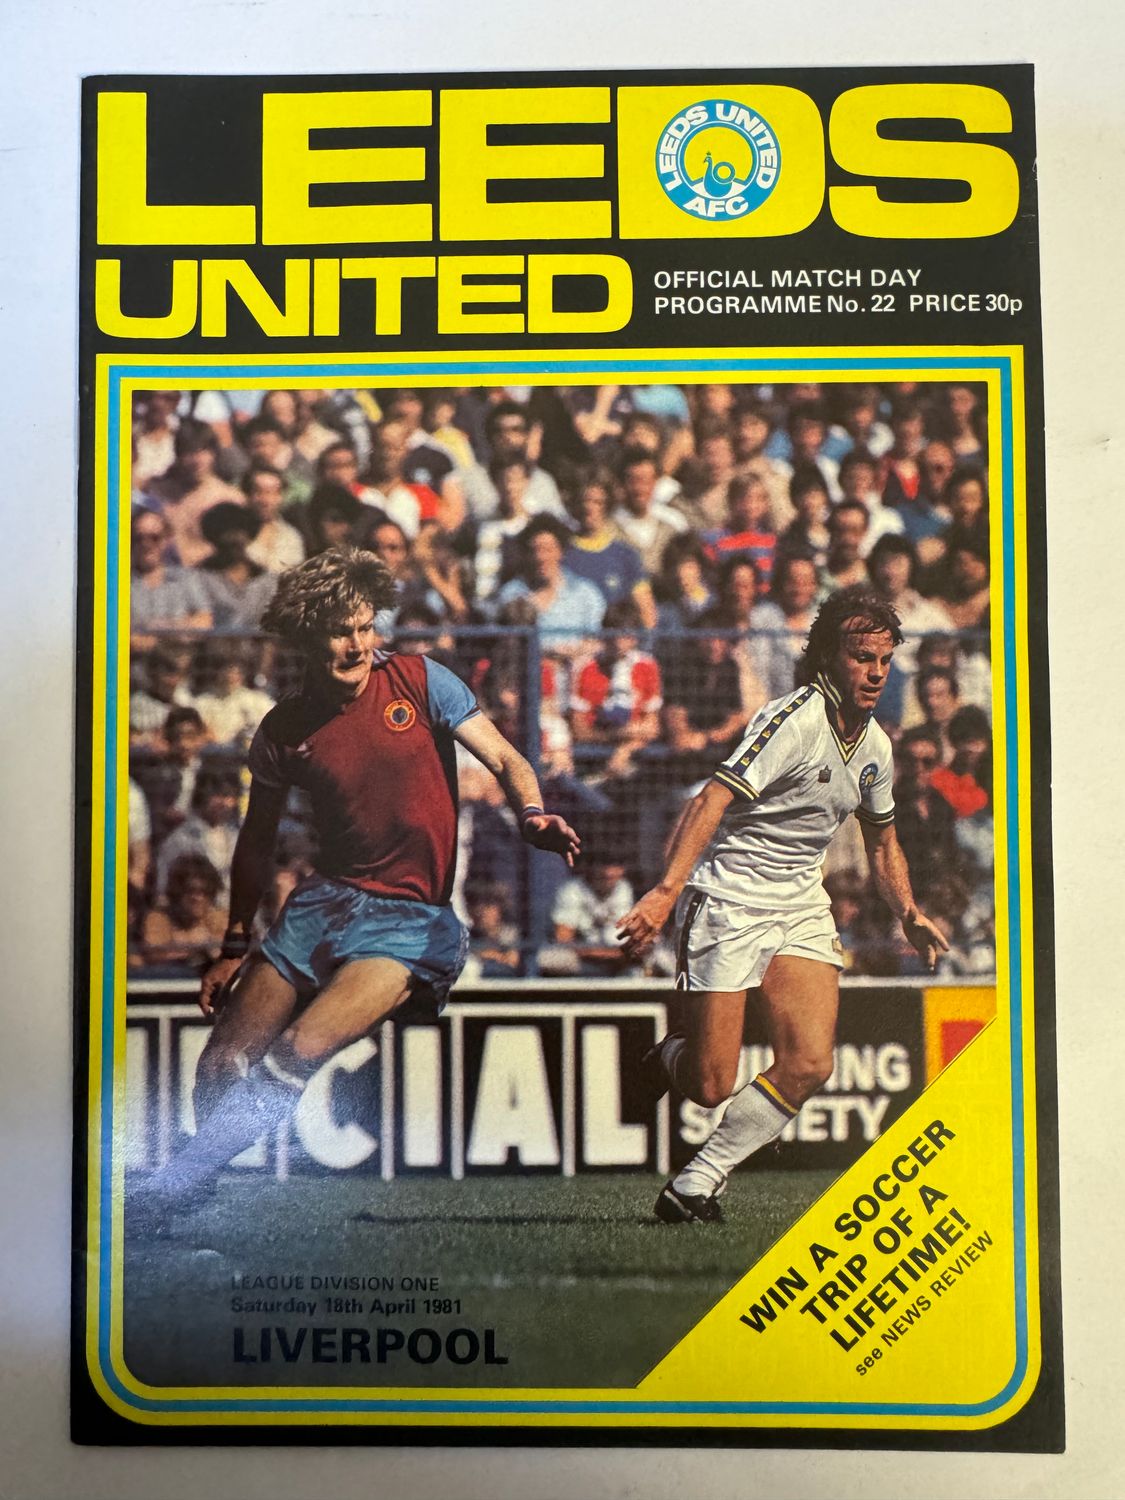 LEEDS
LEEDS UNITED
AFC
UNITED
OFFICIAL MATCH DAY
PROGRAMME No. 22 PRICE 30p
CIAL
SOCIETY
LEAGUE DIVISION ONE
Saturday 18th April 1981
LIVERPOOL
WIN A SOCCER
TRIP OF A
LIFETIME!
see NEWS REVIEW